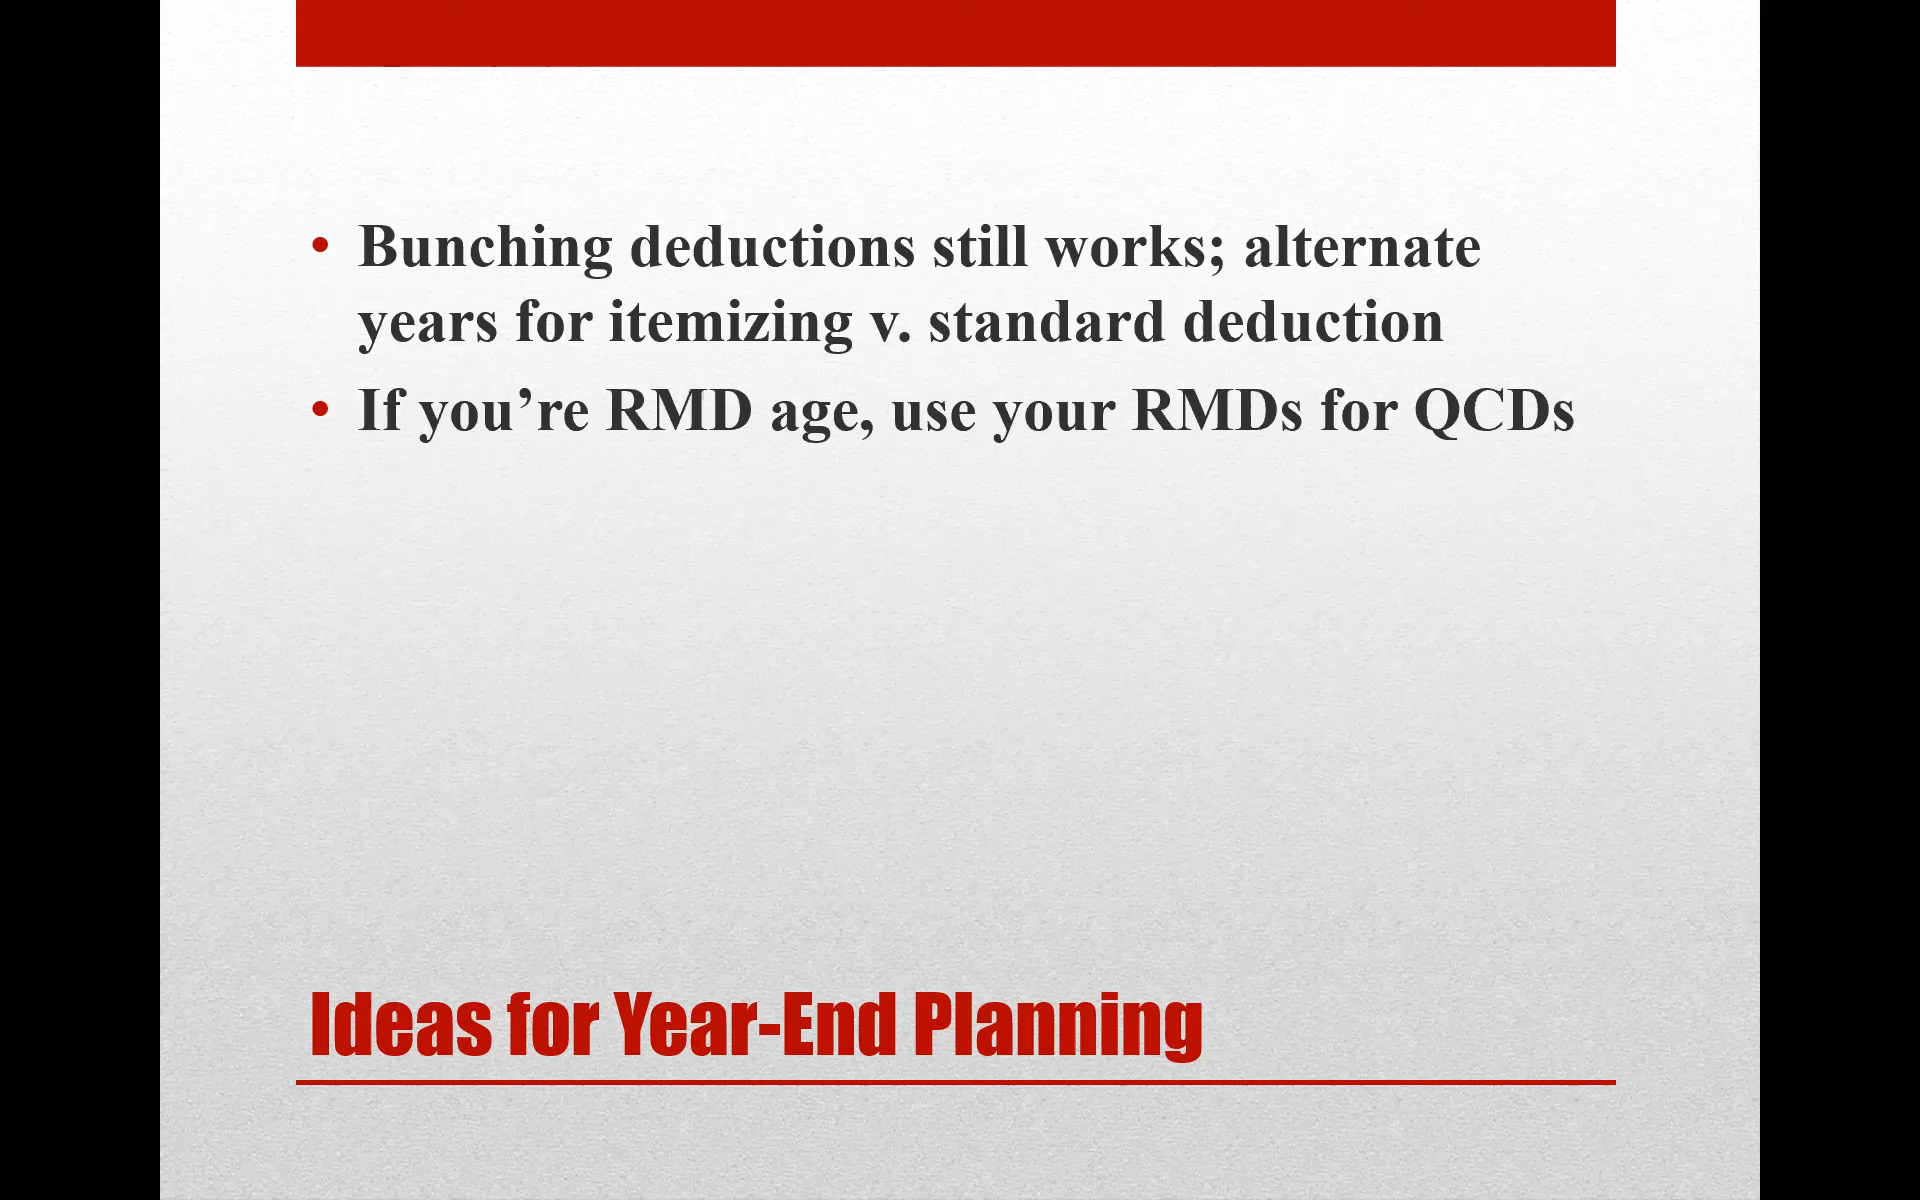 • Bunching deductions still works; alternate
years for itemizing v. standard deduction
• If you’re RMD age, use your RMDs for QCDs
Ideas for Year-End Planning